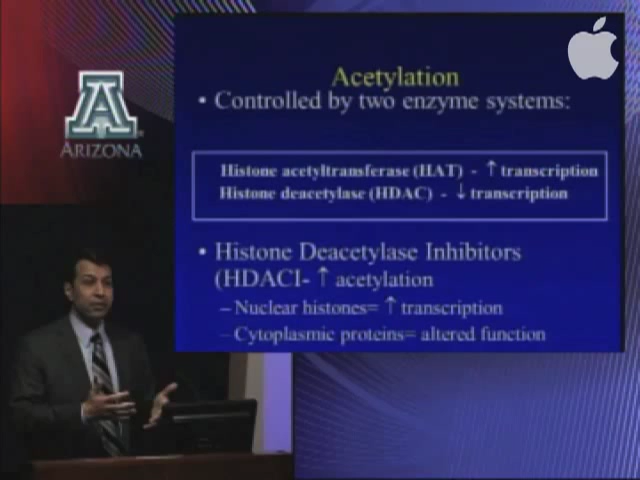 Acetylation
• Controlled by two enzyme systems:
Histone acetyltransferase (HAT) - ↑ transcription
Histone deacetylase (HDAC) - ↓ transcription
• Histone Deacetylase Inhibitors
(HDACI- ↑ acetylation
– Nuclear histones= ↑ transcription
– Cytoplasmic proteins= altered function
A
ARIZONA